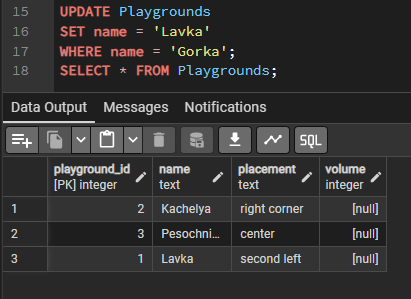 15 UPDATE Playgrounds
16 SET name = 'Lavka'
17 WHERE name = 'Gorka';
18 SELECT * FROM Playgrounds;
Data Output Messages Notifications
SQL
playground_id name placement volume
[PK] integer text text integer
1 2 Kachelya right corner [null]
2 3 Pesochni... center [null]
3 1 Lavka second left [null]